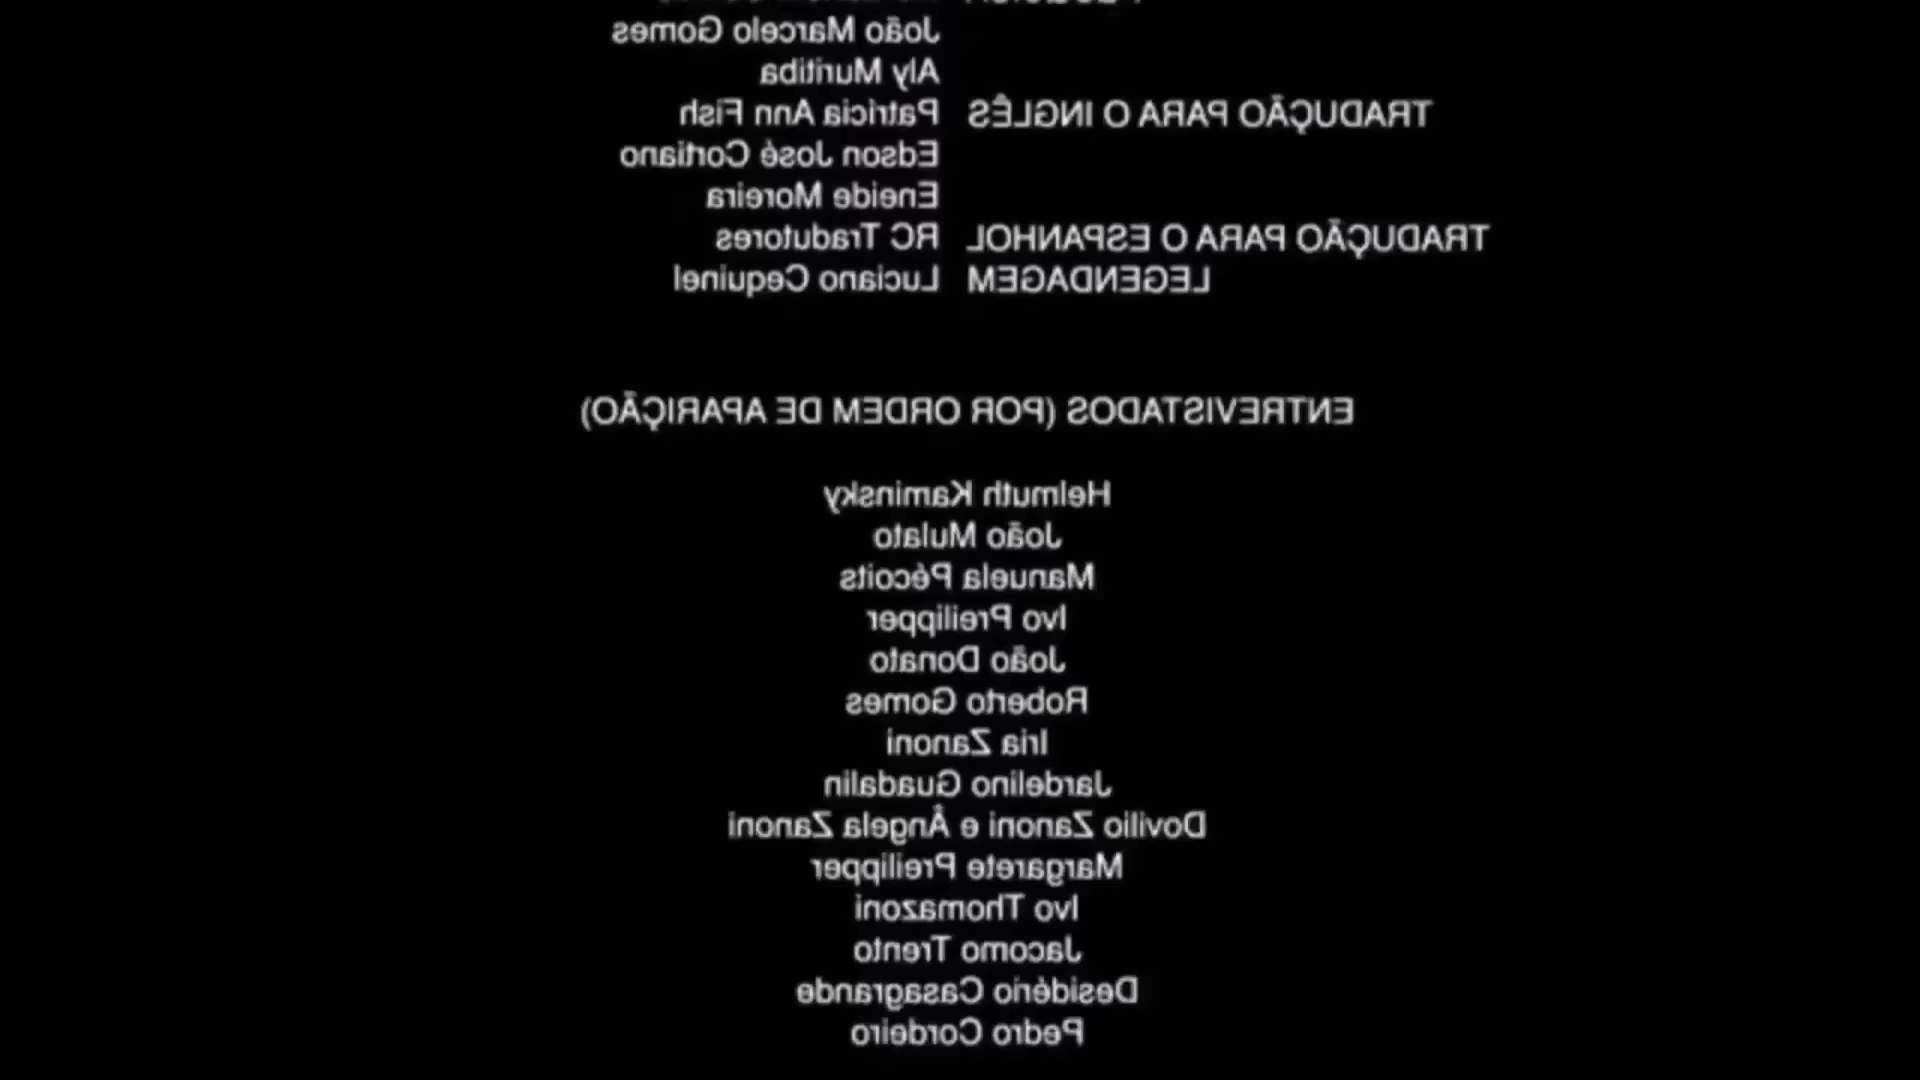 João Marcelo Gomes
Aly Muritiba
TRADUÇÃO PARA O INGLÊS Patrícia Ann Fish
Edson José Cortiano
Eneide Moreira
TRADUÇÃO PARA O ESPANHOL RC Tradutores
LEGENDAGEM Luciano Cequinel
ENTREVISTADOS (POR ORDEM DE APARIÇÃO)
Helmuth Kaminsky
João Mulato
Manuela Pécoits
Ivo Preilipper
João Donato
Roberto Gomes
Iria Zanoni
Jardelino Guadalin
Dovilio Zanoni e Ângela Zanoni
Margarete Preilipper
Ivo Thomazoni
Jacomo Trento
Desidério Casagrande
Pedro Cordeiro